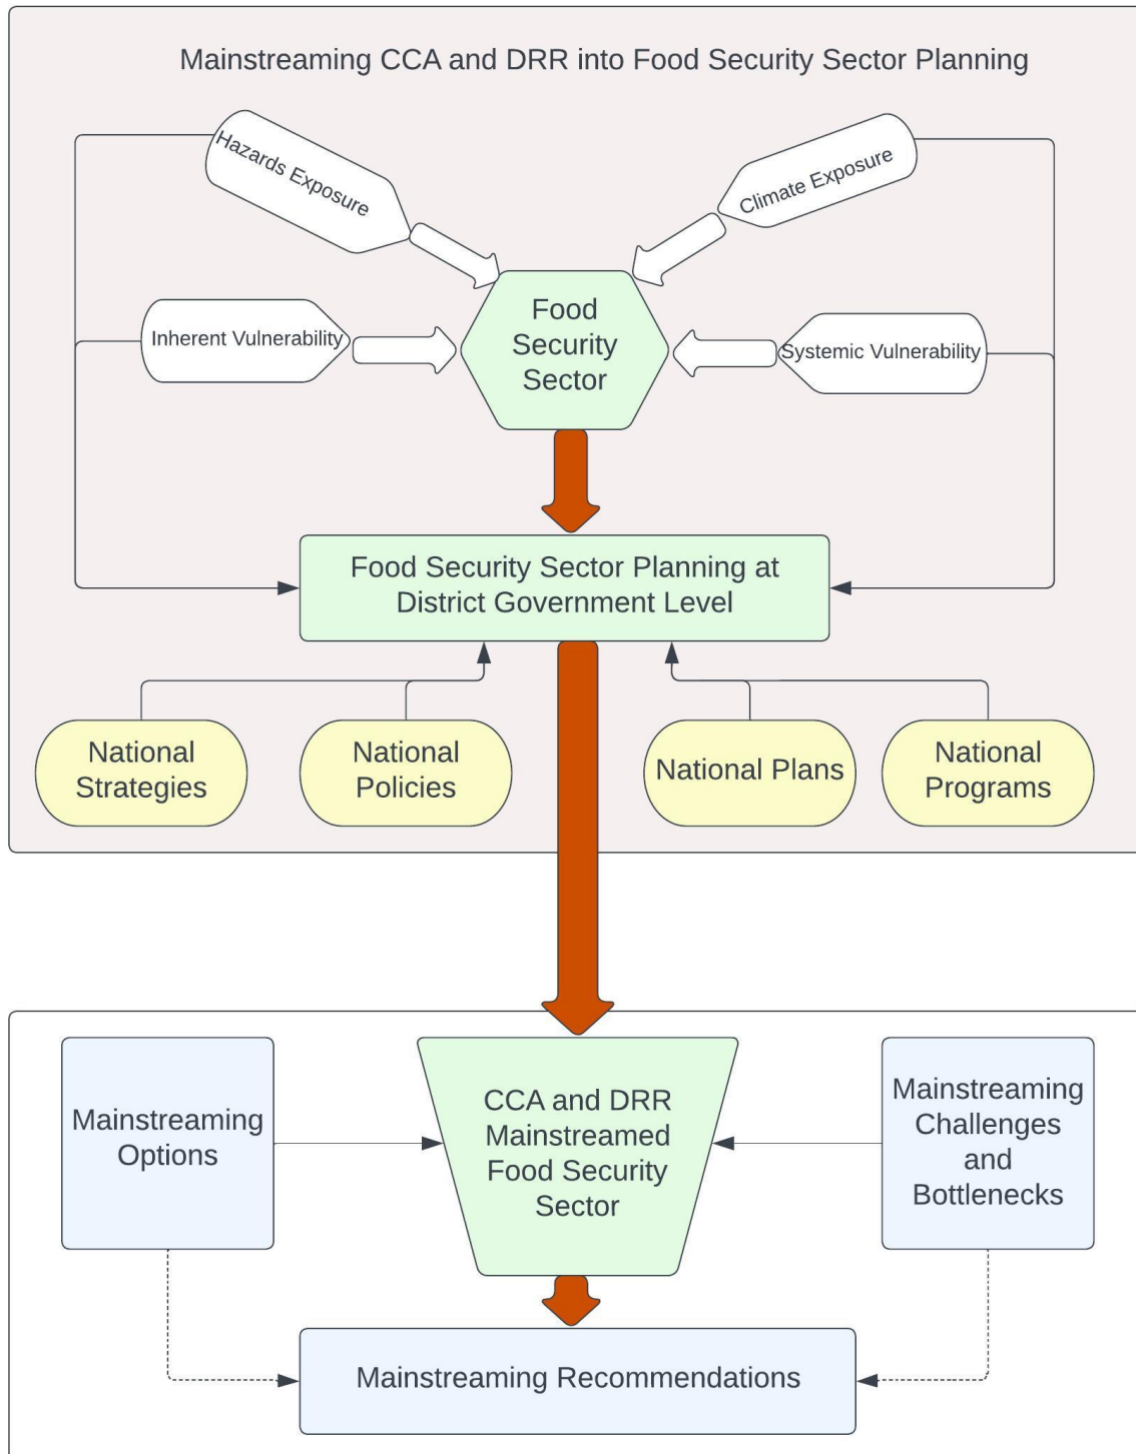 Mainstreaming CCA and DRR into Food Security Sector Planning
Hazards Exposure
Climate Exposure
Food
Security
Sector
Inherent Vulnerability
Systemic Vulnerability
Food Security Sector Planning at
District Government Level
National
Strategies
National
Policies
National Plans
National
Programs
Mainstreaming
Options
CCA and DRR
Mainstreamed
Food Security
Sector
Mainstreaming
Challenges
and
Bottlenecks
Mainstreaming Recommendations